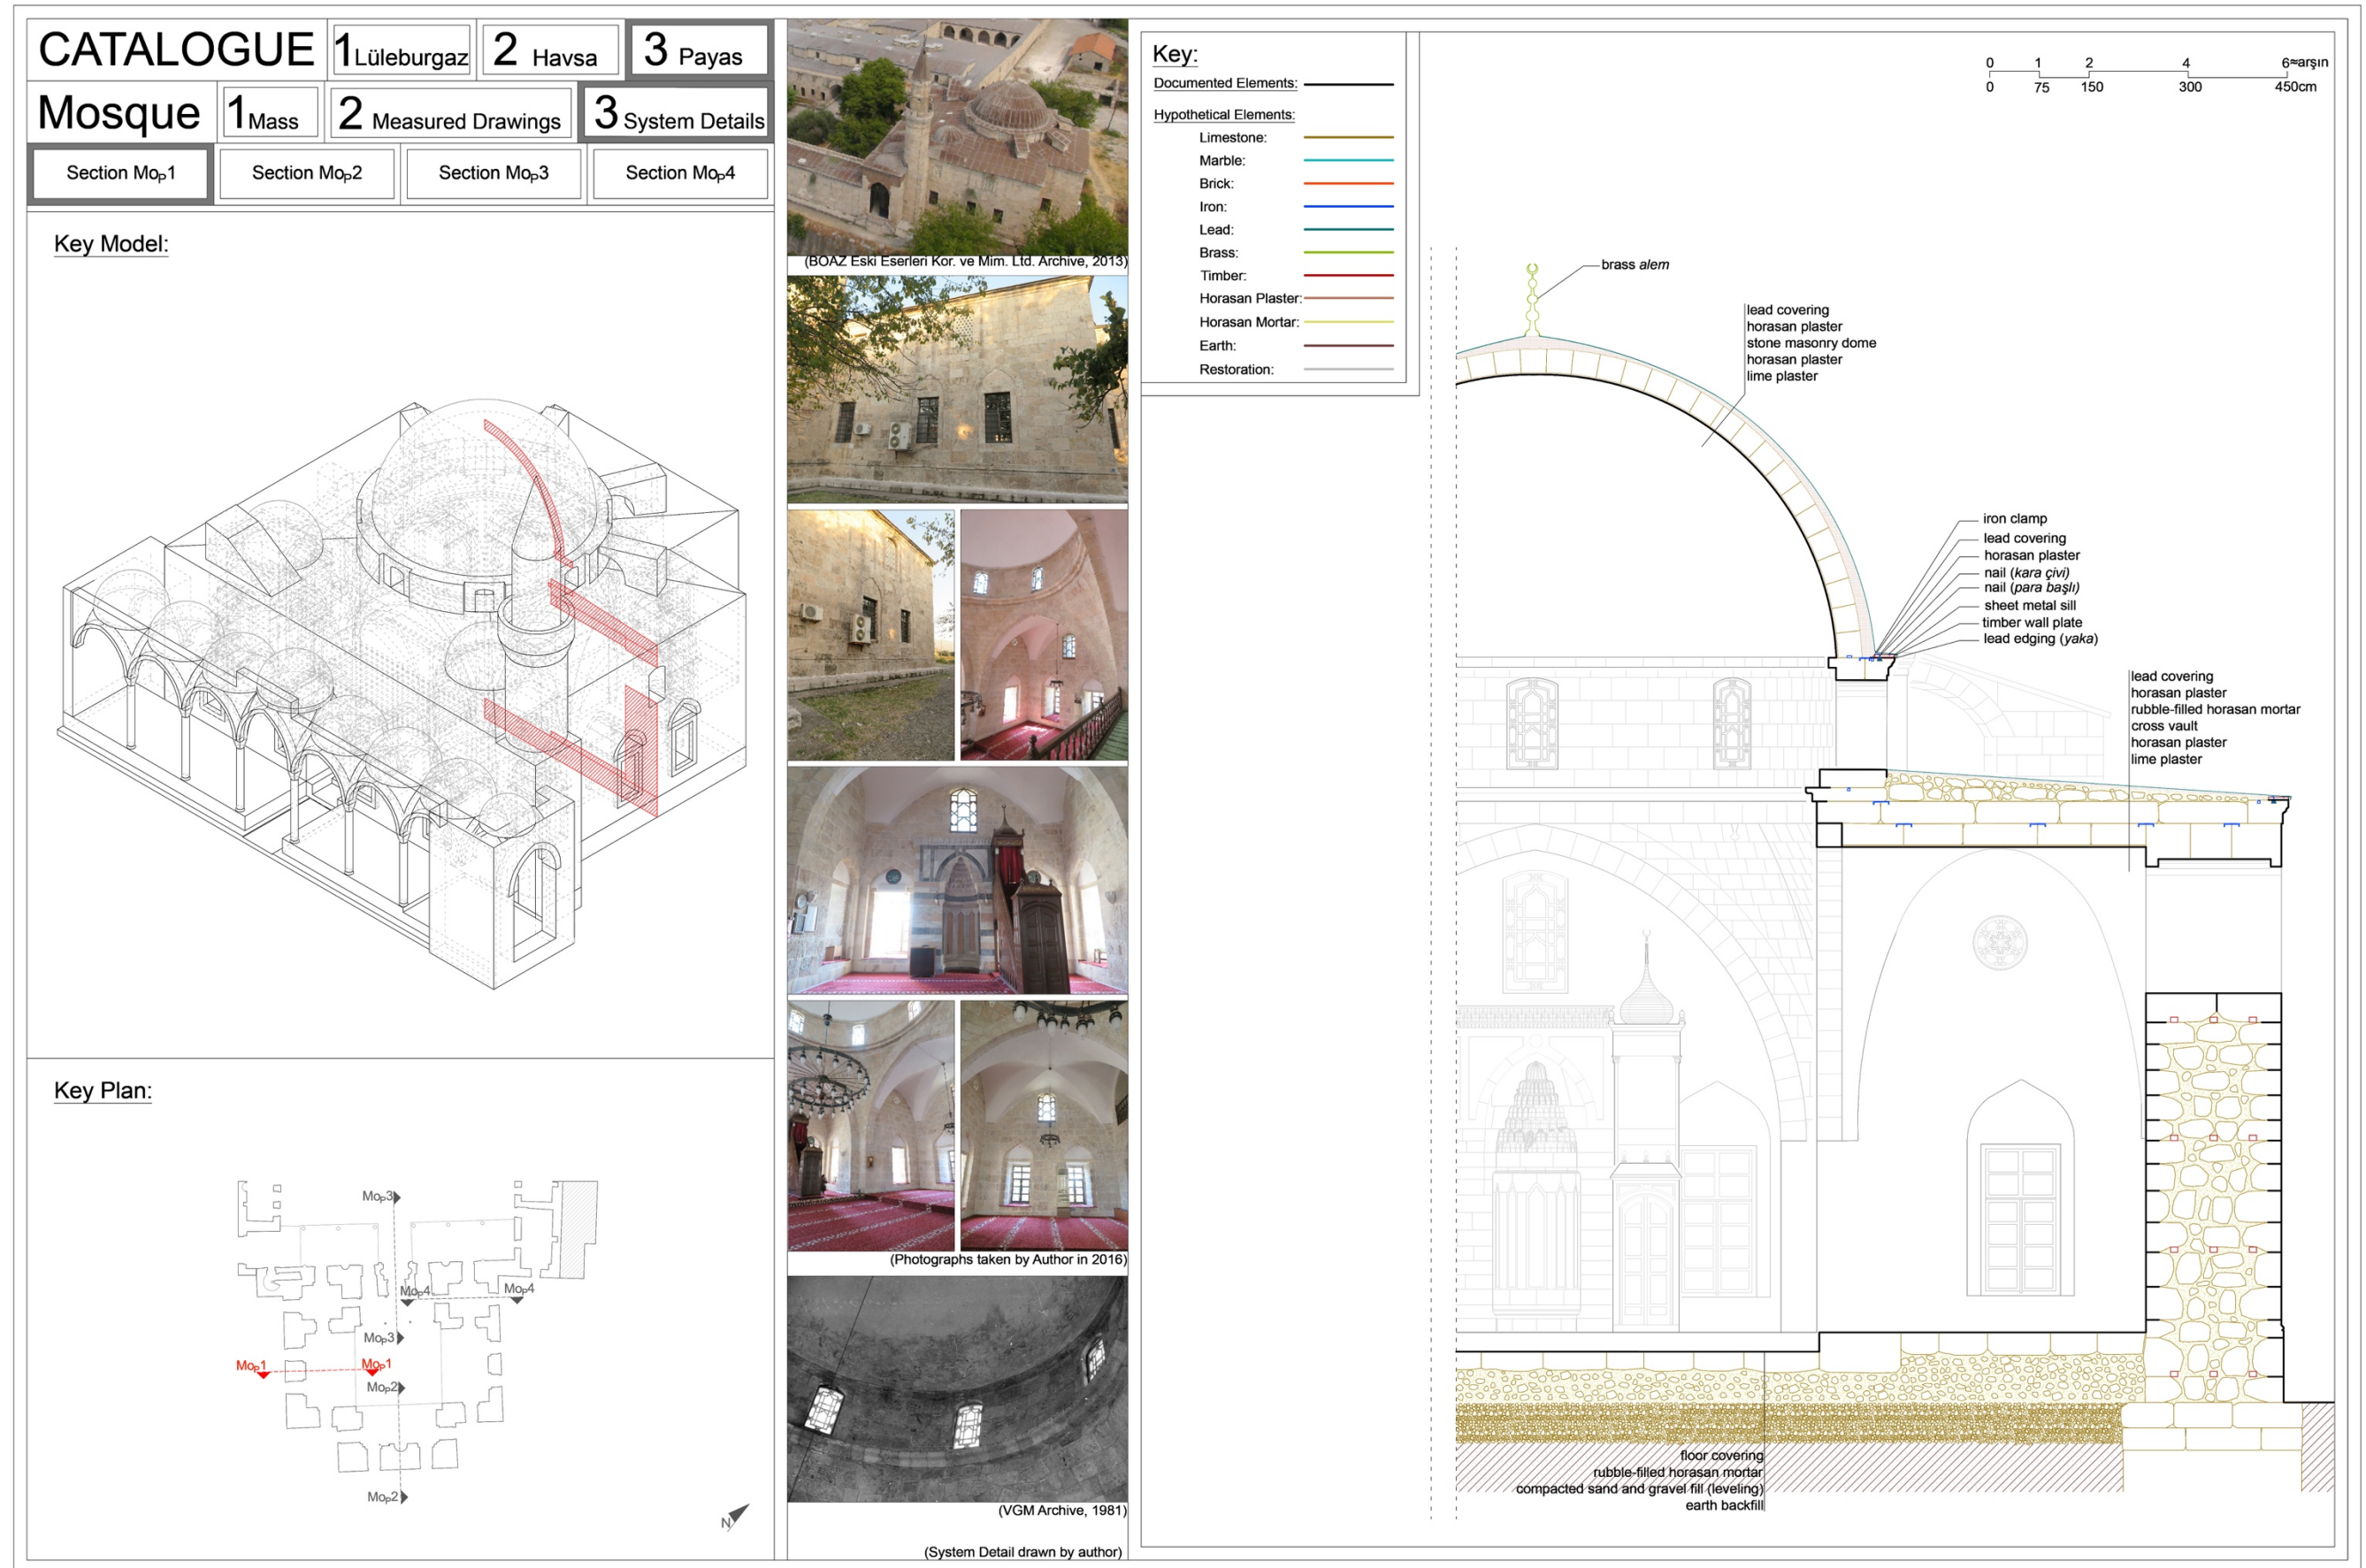 CATALOGUE
1 Lüleburgaz
2 Havsa
3 Payas
Mosque
1 Mass
2 Measured Drawings
3 System Details
Section MoP1
Section MoP2
Section MoP3
Section MoP4
Key Model:
Key Plan:
MoP3
MoP4
MoP4
MoP3
MoP1
MoP1
MoP2
MoP2
N
(BOAZ Eski Eserleri Kor. ve Mim. Ltd. Archive, 2013)
(Photographs taken by Author in 2016)
(VGM Archive, 1981)
(System Detail drawn by author)
Key:
Documented Elements:
Hypothetical Elements:
Limestone:
Marble:
Brick:
Iron:
Lead:
Brass:
Timber:
Horasan Plaster:
Horasan Mortar:
Earth:
Restoration:
0 1 2 4 6≈arşın
0 75 150 300 450cm
brass alem
lead covering
horasan plaster
stone masonry dome
horasan plaster
lime plaster
iron clamp
lead covering
horasan plaster
nail (kara çivi)
nail (para başlı)
sheet metal sill
timber wall plate
lead edging (yaka)
lead covering
horasan plaster
rubble-filled horasan mortar
cross vault
horasan plaster
lime plaster
floor covering
rubble-filled horasan mortar
compacted sand and gravel fill (leveling)
earth backfill